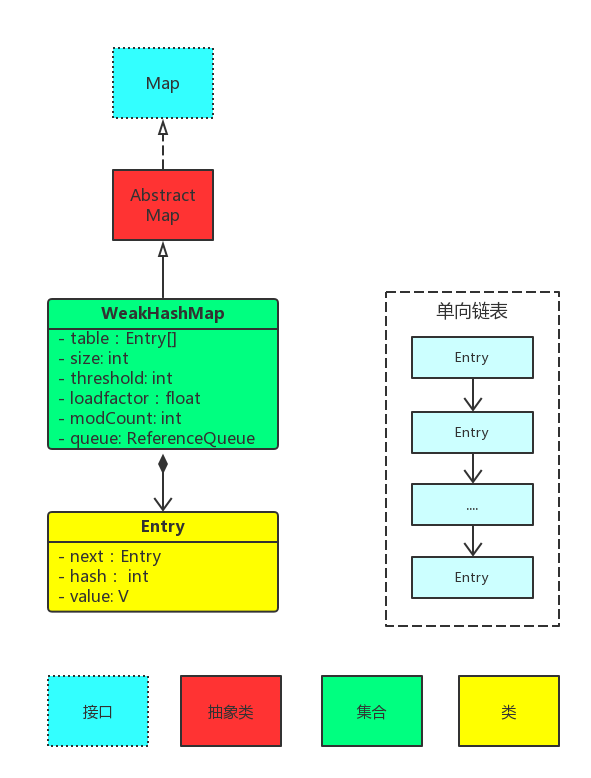 Map
Abstract
Map
WeakHashMap
- table：Entry[]
- size: int
- threshold: int
- loadfactor：float
- modCount: int
- queue: ReferenceQueue
Entry
- next：Entry
- hash： int
- value: V
单向链表
Entry
Entry
....
Entry
接口
抽象类
集合
类